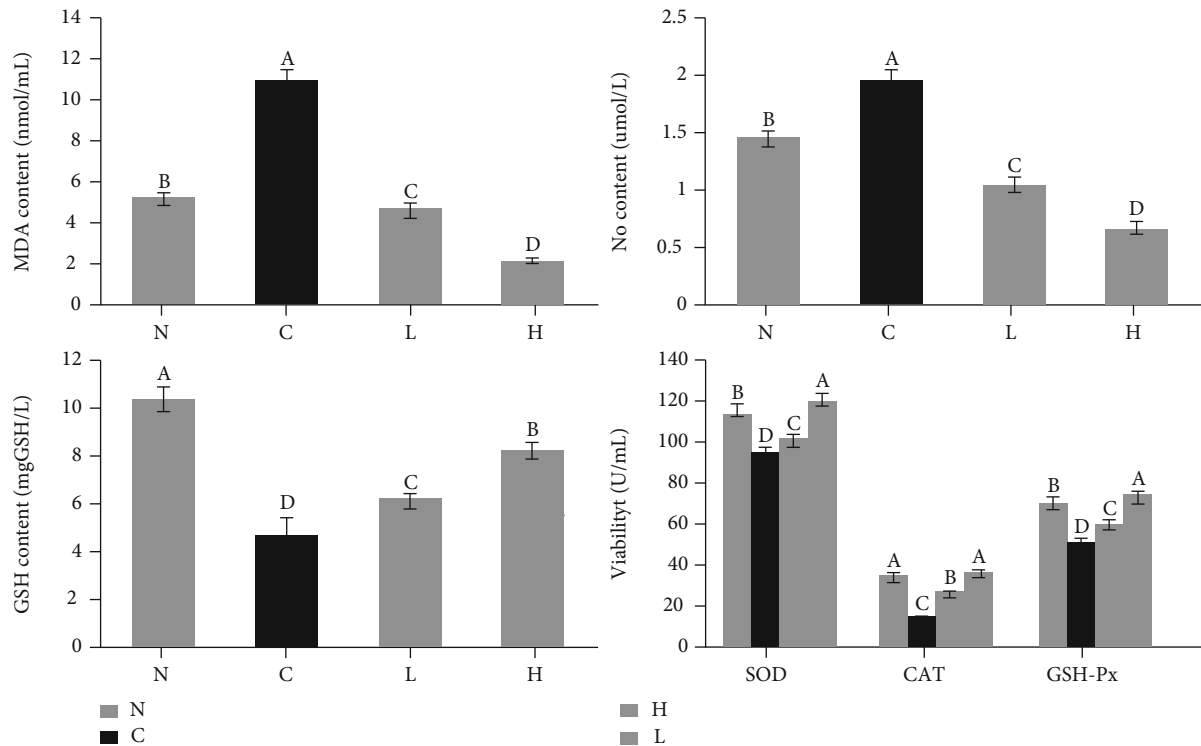 MDA content (nmol/mL)
14
12
10
8
6
4
2
0
B
A
C
D
N
C
L
H
No content (umol/L)
2.5
2
1.5
1
0.5
0
B
A
C
D
N
C
L
H
GSH content (mgGSH/L)
12
10
8
6
4
2
0
A
D
C
B
N
C
L
H
Viabilityt (U/mL)
140
120
100
80
60
40
20
0
B
D
C
A
A
C
B
A
B
D
C
A
SOD
CAT
GSH-Px
N
C
H
L